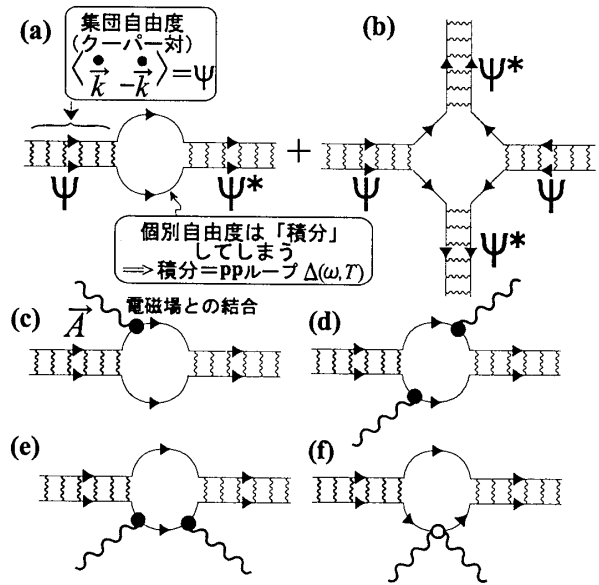 (a)
集団自由度
(クーパー対)
⟨k⃗ -k⃗⟩=Ψ
Ψ
Ψ*
+
(b)
Ψ*
Ψ
Ψ
Ψ*
個別自由度は「積分」
してしまう
⟹積分=ppループ Δ(ω,T)
(c)
A⃗
電磁場との結合
(d)
(e)
(f)